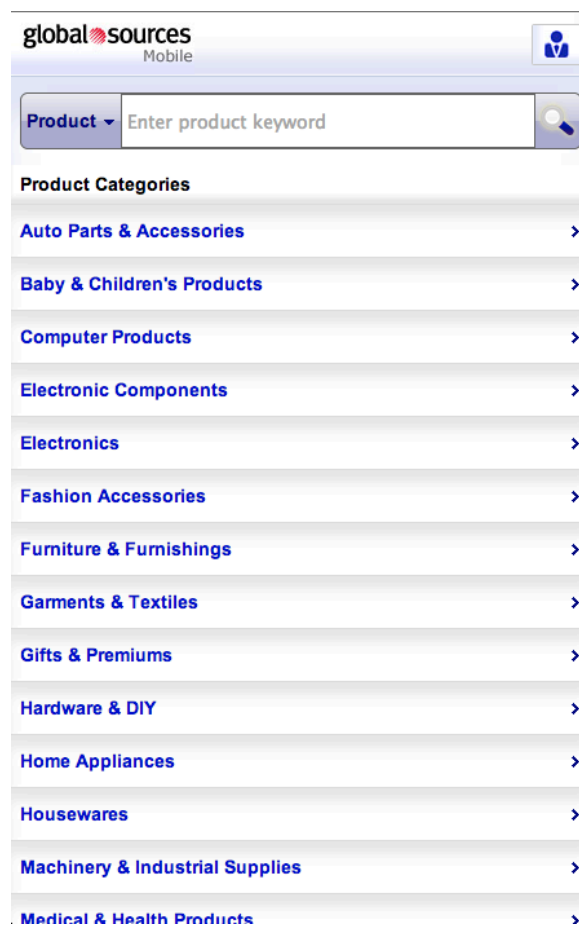 global sources
Mobile
Product
Enter product keyword
Product Categories
Auto Parts & Accessories
Baby & Children's Products
Computer Products
Electronic Components
Electronics
Fashion Accessories
Furniture & Furnishings
Garments & Textiles
Gifts & Premiums
Hardware & DIY
Home Appliances
Housewares
Machinery & Industrial Supplies
Medical & Health Products